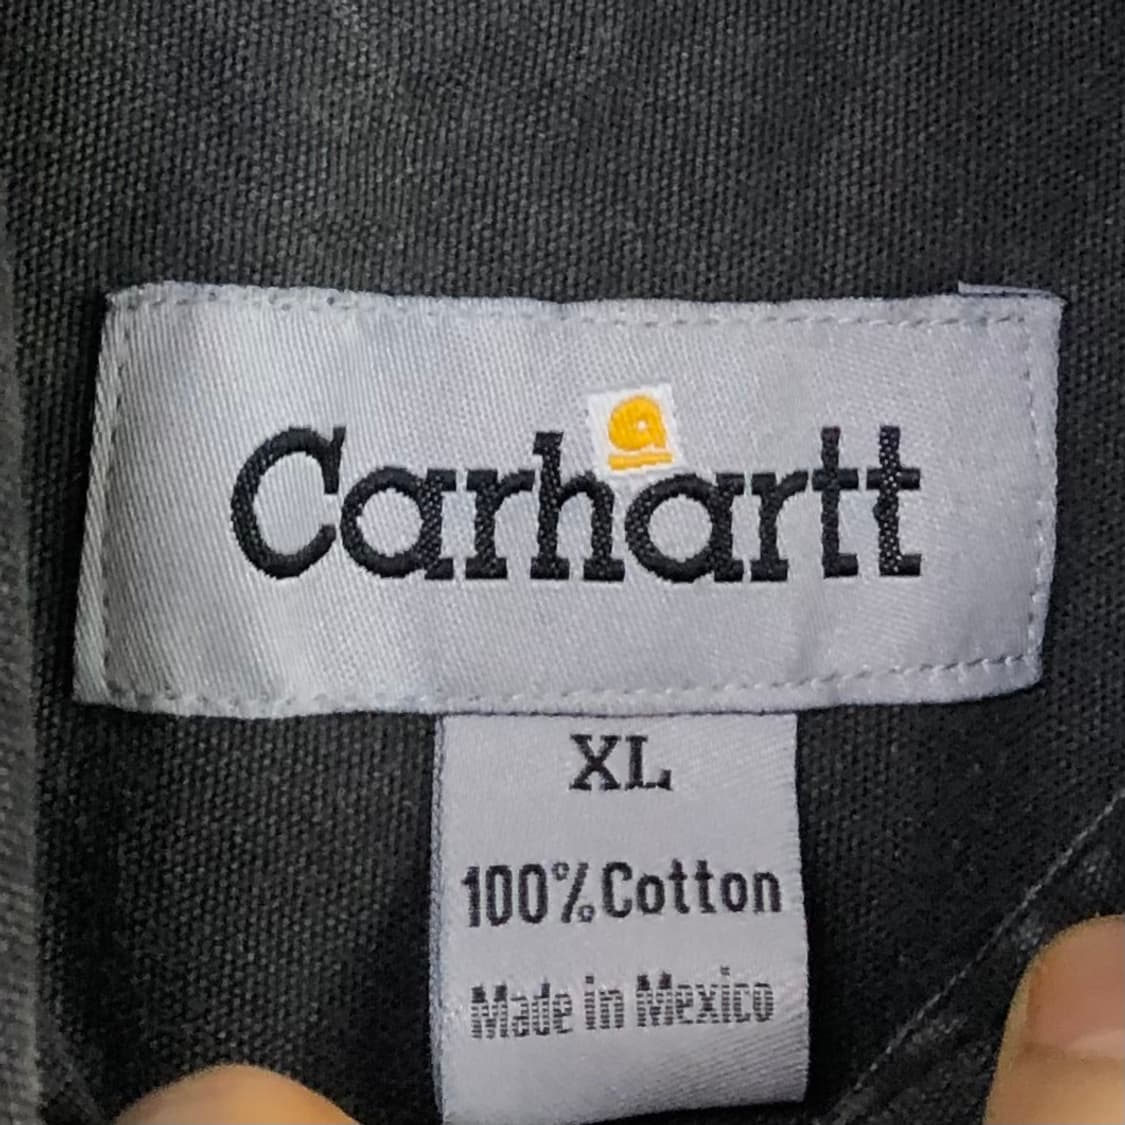 Carhartt
XL
100% Cotton
Made in Mexico